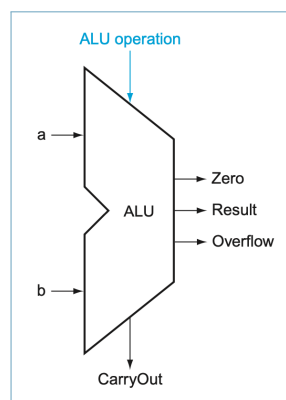 ALU operation
a
Zero
ALU
Result
Overflow
b
CarryOut